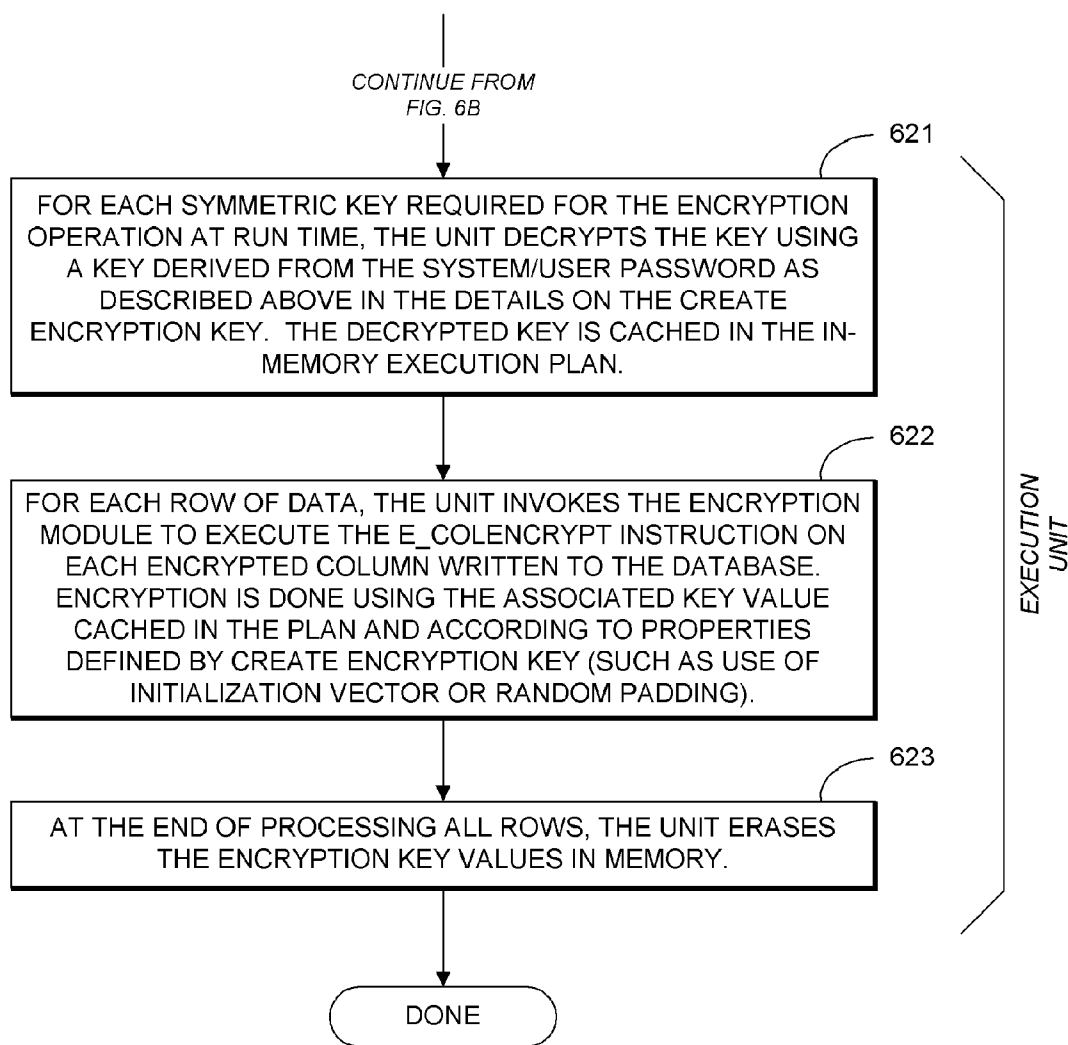 CONTINUE FROM
FIG. 6B
621
FOR EACH SYMMETRIC KEY REQUIRED FOR THE ENCRYPTION
OPERATION AT RUN TIME, THE UNIT DECRYPTS THE KEY USING
A KEY DERIVED FROM THE SYSTEM/USER PASSWORD AS
DESCRIBED ABOVE IN THE DETAILS ON THE CREATE
ENCRYPTION KEY. THE DECRYPTED KEY IS CACHED IN THE IN-
MEMORY EXECUTION PLAN.
622
FOR EACH ROW OF DATA, THE UNIT INVOKES THE ENCRYPTION
MODULE TO EXECUTE THE E_COLENCRYPT INSTRUCTION ON
EACH ENCRYPTED COLUMN WRITTEN TO THE DATABASE.
ENCRYPTION IS DONE USING THE ASSOCIATED KEY VALUE
CACHED IN THE PLAN AND ACCORDING TO PROPERTIES
DEFINED BY CREATE ENCRYPTION KEY (SUCH AS USE OF
INITIALIZATION VECTOR OR RANDOM PADDING).
623
AT THE END OF PROCESSING ALL ROWS, THE UNIT ERASES
THE ENCRYPTION KEY VALUES IN MEMORY.
DONE
EXECUTION
UNIT